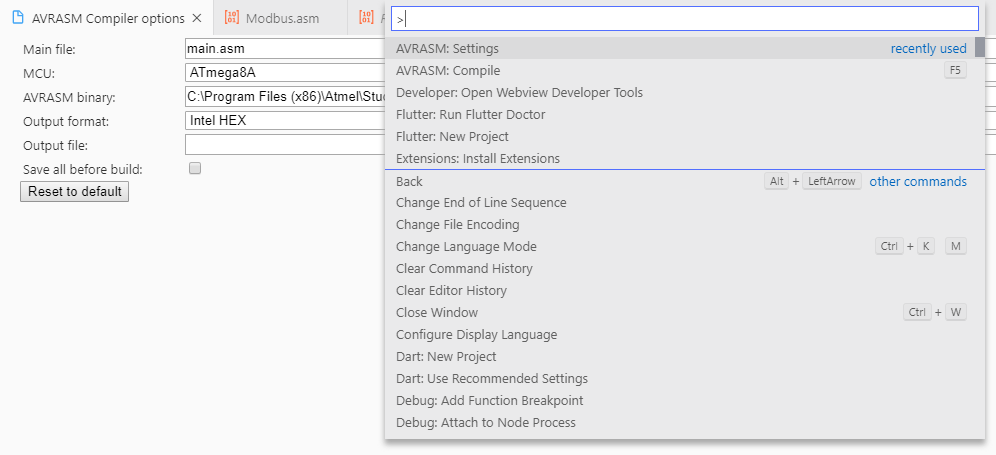 AVRASM Compiler options × Modbus.asm
>
Main file: main.asm
MCU: ATmega8A
AVRASM binary: C:\Program Files (x86)\Atmel\Stu
Output format: Intel HEX
Output file:
Save all before build:
Reset to default
AVRASM: Settings recently used
AVRASM: Compile F5
Developer: Open Webview Developer Tools
Flutter: Run Flutter Doctor
Flutter: New Project
Extensions: Install Extensions
Back Alt + LeftArrow other commands
Change End of Line Sequence
Change File Encoding
Change Language Mode Ctrl + K M
Clear Command History
Clear Editor History
Close Window Ctrl + W
Configure Display Language
Dart: New Project
Dart: Use Recommended Settings
Debug: Add Function Breakpoint
Debug: Attach to Node Process